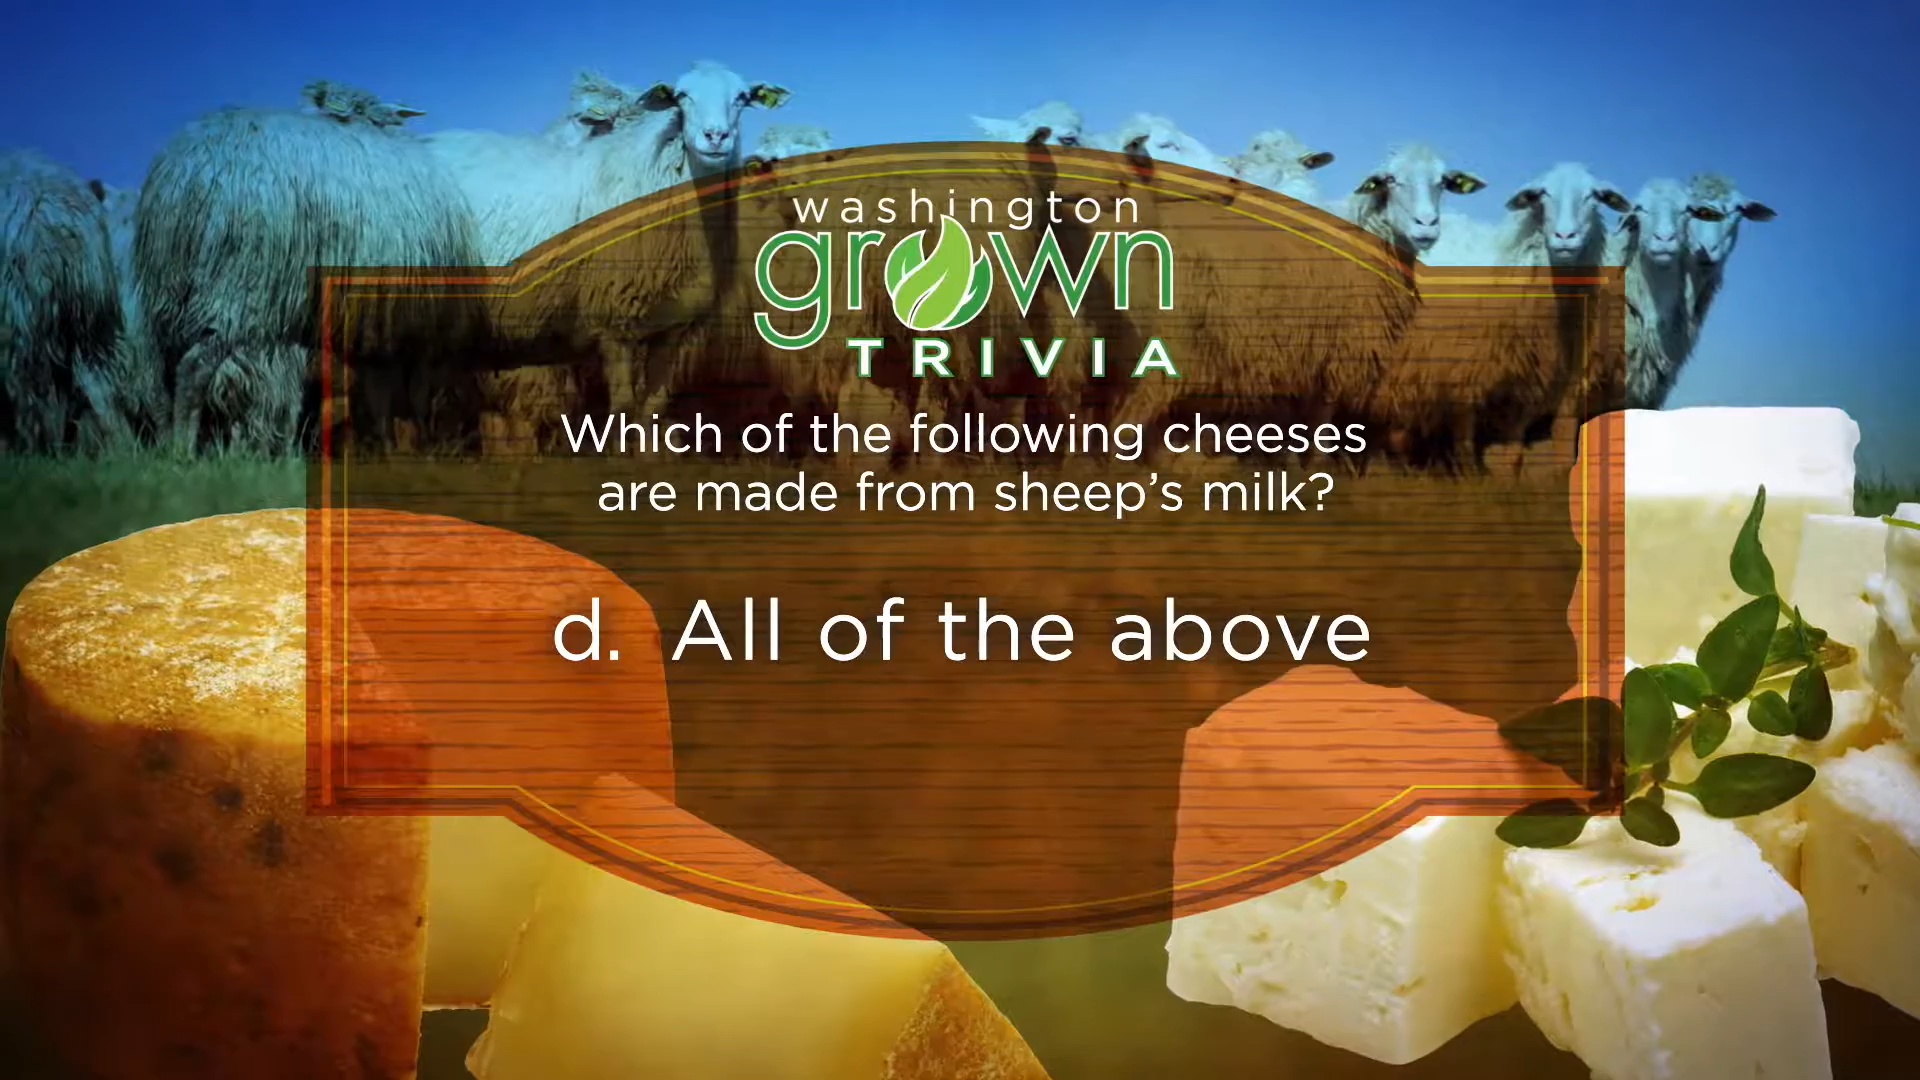 washington
grown
TRIVIA
Which of the following cheeses
are made from sheep's milk?
d. All of the above